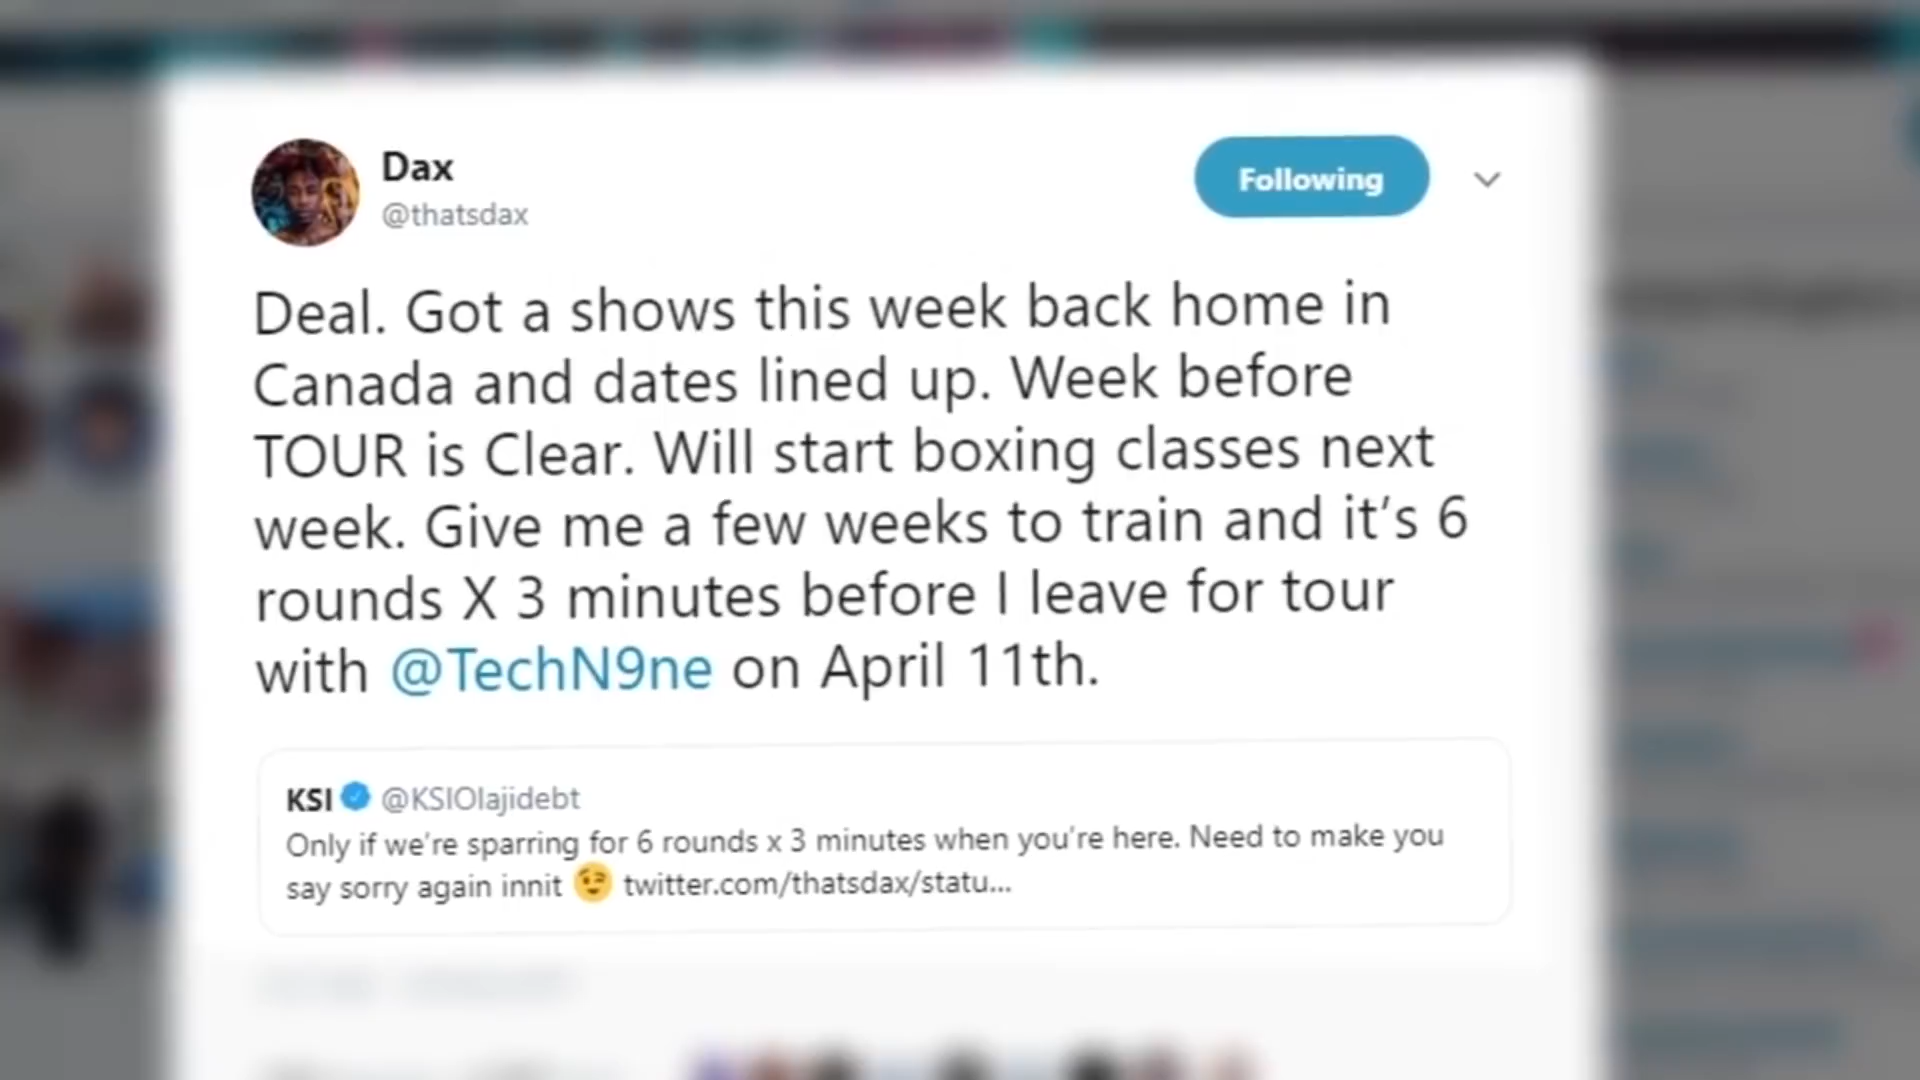 Dax
@thatsdax
Following
Deal. Got a shows this week back home in
Canada and dates lined up. Week before
TOUR is Clear. Will start boxing classes next
week. Give me a few weeks to train and it’s 6
rounds X 3 minutes before I leave for tour
with @TechN9ne on April 11th.
KSI @KSIOlajidebt
Only if we're sparring for 6 rounds x 3 minutes when you're here. Need to make you
say sorry again innit 😉 twitter.com/thatsdax/statu...